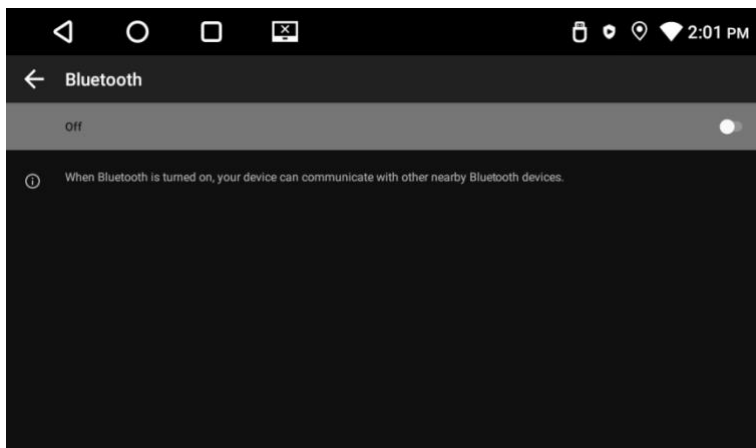 2:01 PM
Bluetooth
Off
When Bluetooth is turned on, your device can communicate with other nearby Bluetooth devices.